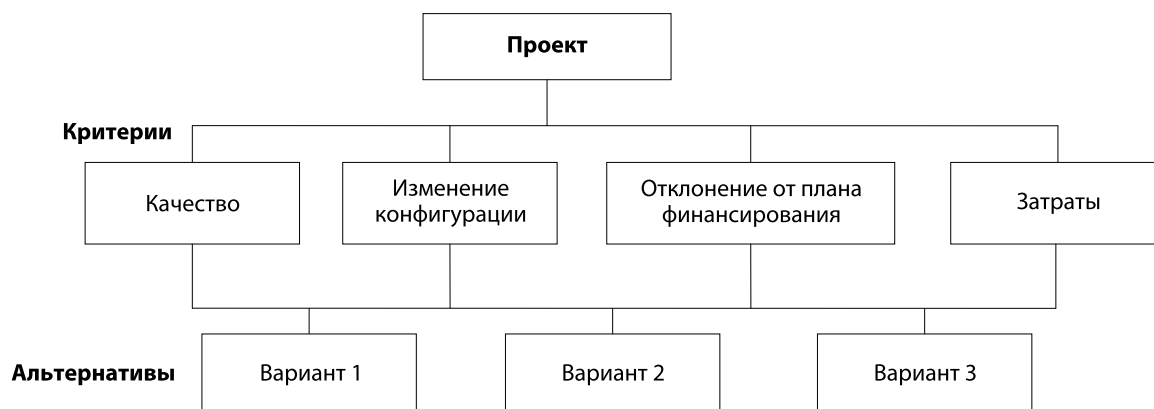 Проект
Критерии
Качество
Изменение
конфигурации
Отклонение от плана
финансирования
Затраты
Альтернативы
Вариант 1
Вариант 2
Вариант 3